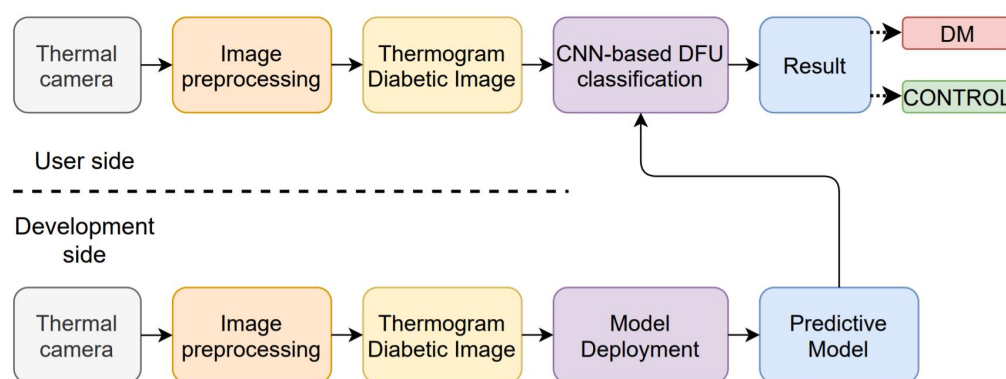 Thermal
camera
Image
preprocessing
Thermogram
Diabetic Image
CNN-based DFU
classification
Result
DM
CONTROL
User side
Development
side
Thermal
camera
Image
preprocessing
Thermogram
Diabetic Image
Model
Deployment
Predictive
Model